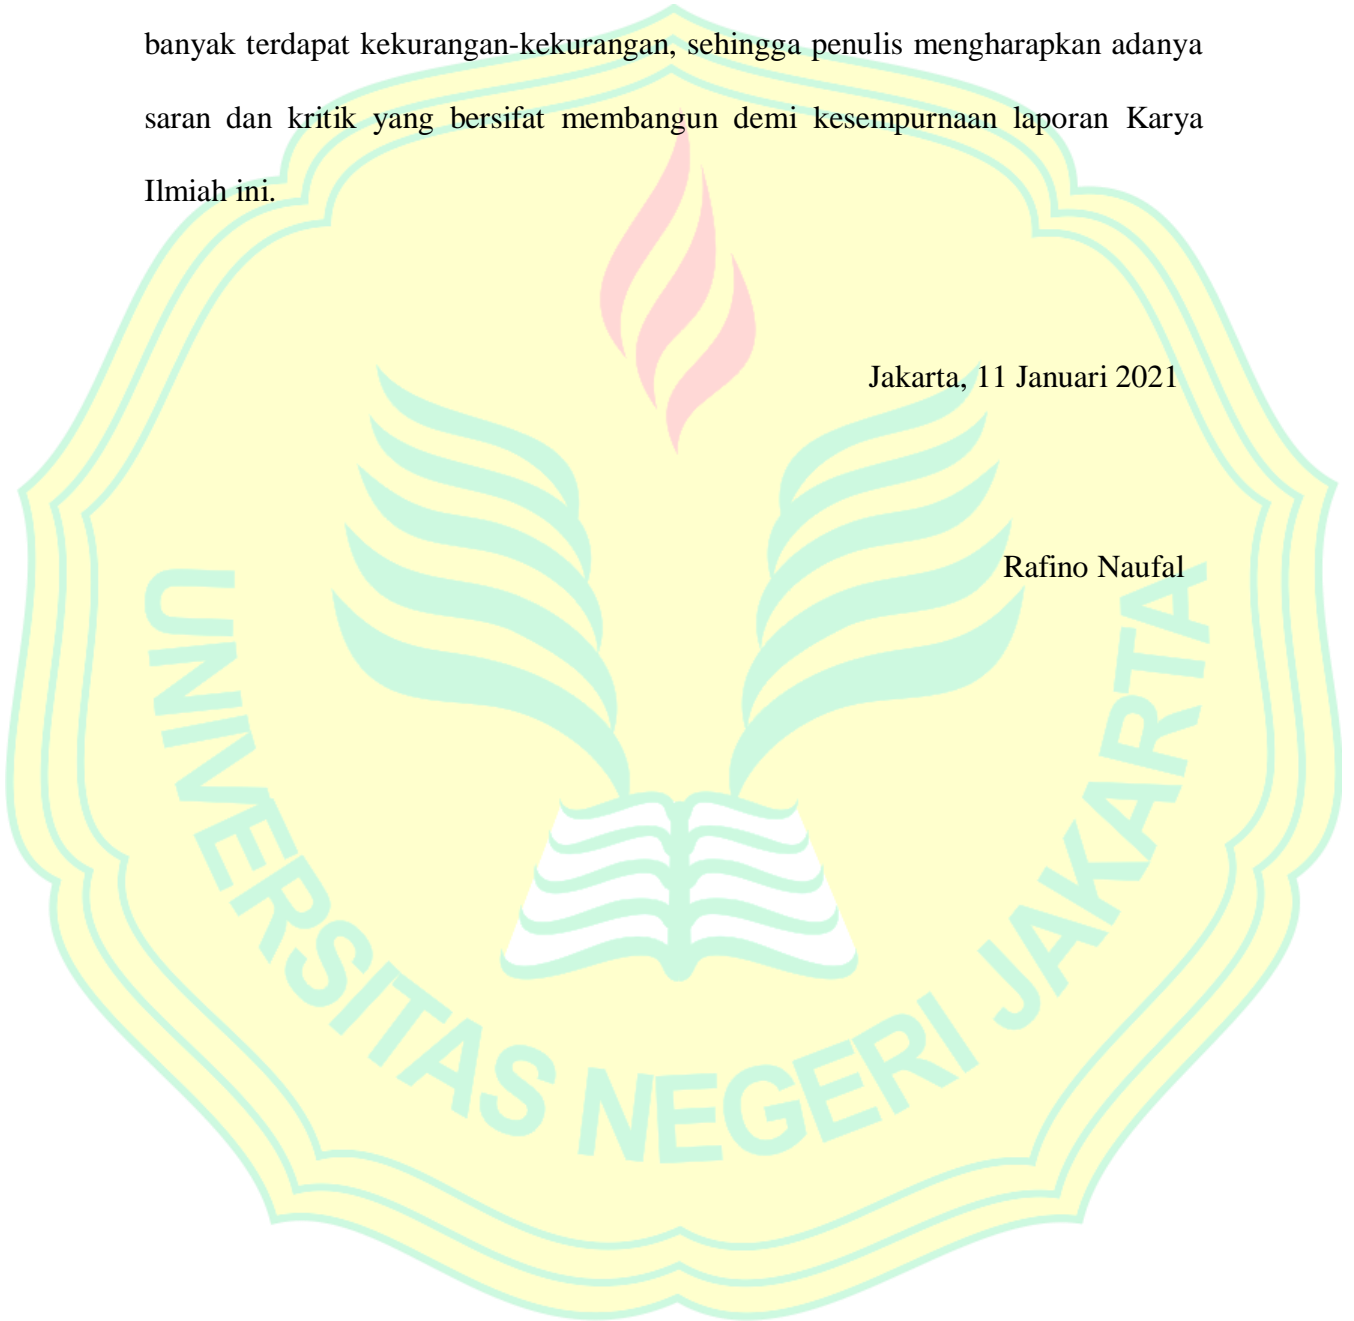 banyak terdapat kekurangan-kekurangan, sehingga penulis mengharapkan adanya
saran dan kritik yang bersifat membangun demi kesempurnaan laporan Karya
Ilmiah ini.
Jakarta, 11 Januari 2021
Rafino Naufal
UNIVERSITAS NEGERI JAKARTA